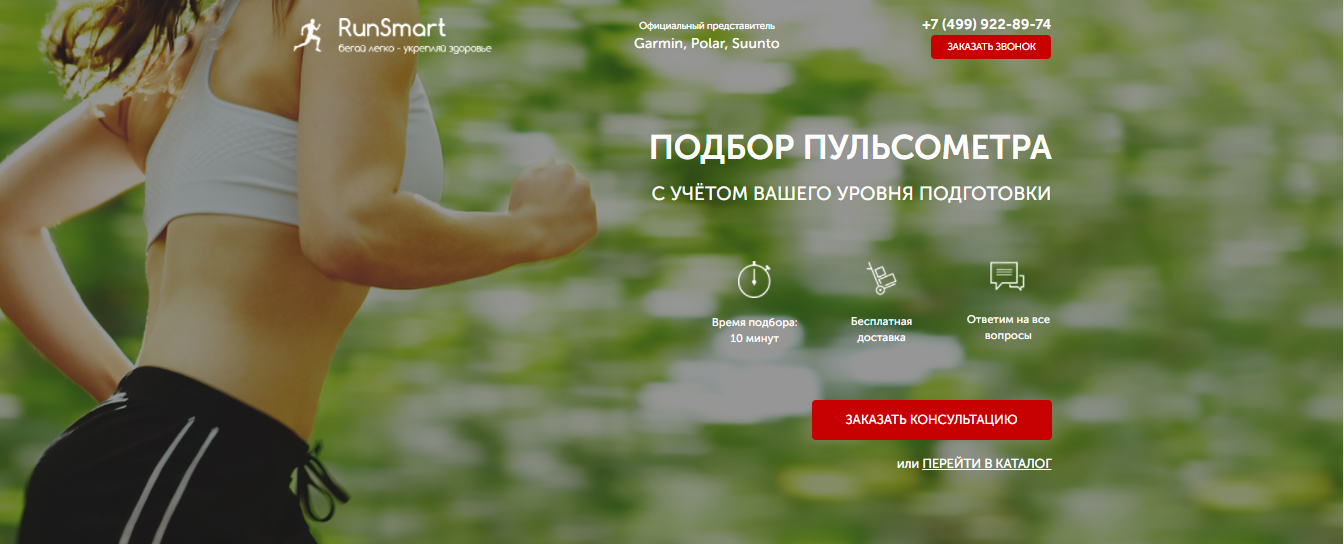 RunSmart
бегай легко - укрепляй здоровье
Официальный представитель
Garmin, Polar, Suunto
+7 (499) 922-89-74
ЗАКАЗАТЬ ЗВОНОК
ПОДБОР ПУЛЬСОМЕТРА
С УЧЁТОМ ВАШЕГО УРОВНЯ ПОДГОТОВКИ
Время подбора:
10 минут
Бесплатная
доставка
Ответим на все
вопросы
ЗАКАЗАТЬ КОНСУЛЬТАЦИЮ
или ПЕРЕЙТИ В КАТАЛОГ